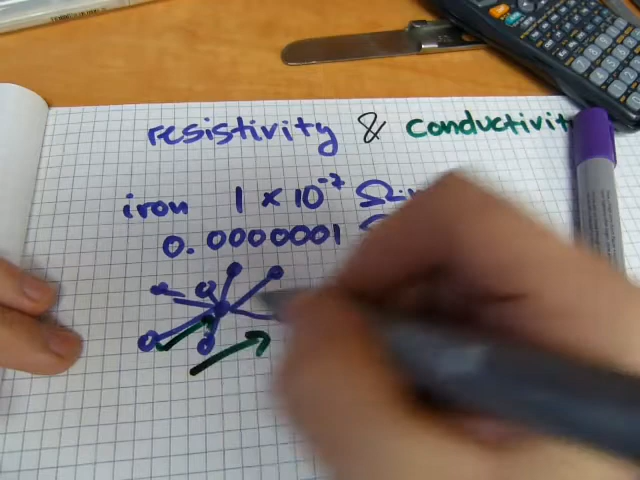 resistivity & conductivit
iron 1 × 10⁻⁷ Ω·
0.0000001